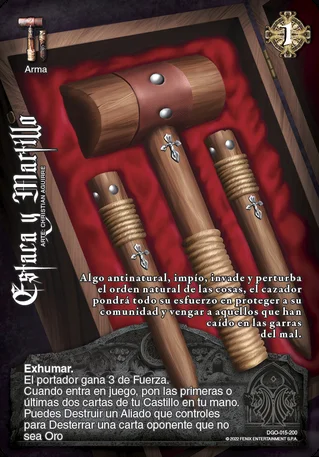 1
Arma
Estaca y Martillo
ARTE: CHRISTIAN AGUIRRE
Algo antinatural, impío, invade y perturba
el orden natural de las cosas, el cazador
pondrá todo su esfuerzo en proteger a su
comunidad y vengar a aquellos que han
caído en las garras
del mal.
Exhumar.
El portador gana 3 de Fuerza.
Cuando entra en juego, pon las primeras o
últimas dos cartas de tu Castillo en tu mano.
Puedes Destruir un Aliado que controles
para Desterrar una carta oponente que no
sea Oro
DGO-015-200
© 2022 FENIX ENTERTAINMENT S.P.A.